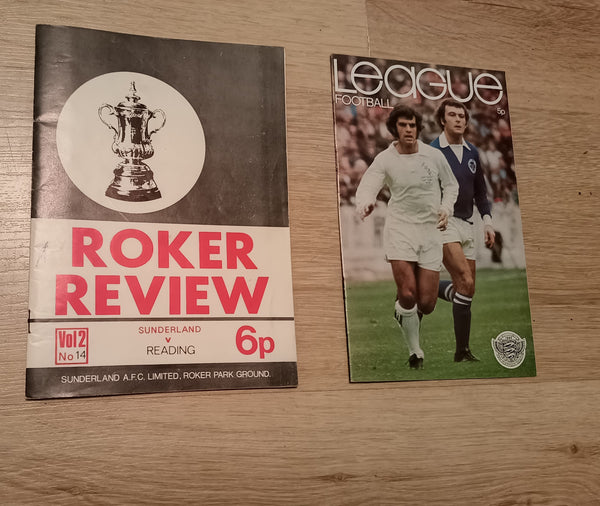 ROKER
REVIEW
Vol 2
No 14
SUNDERLAND
v
READING
6p
SUNDERLAND A.F.C. LIMITED. ROKER PARK GROUND.
League
FOOTBALL
5p